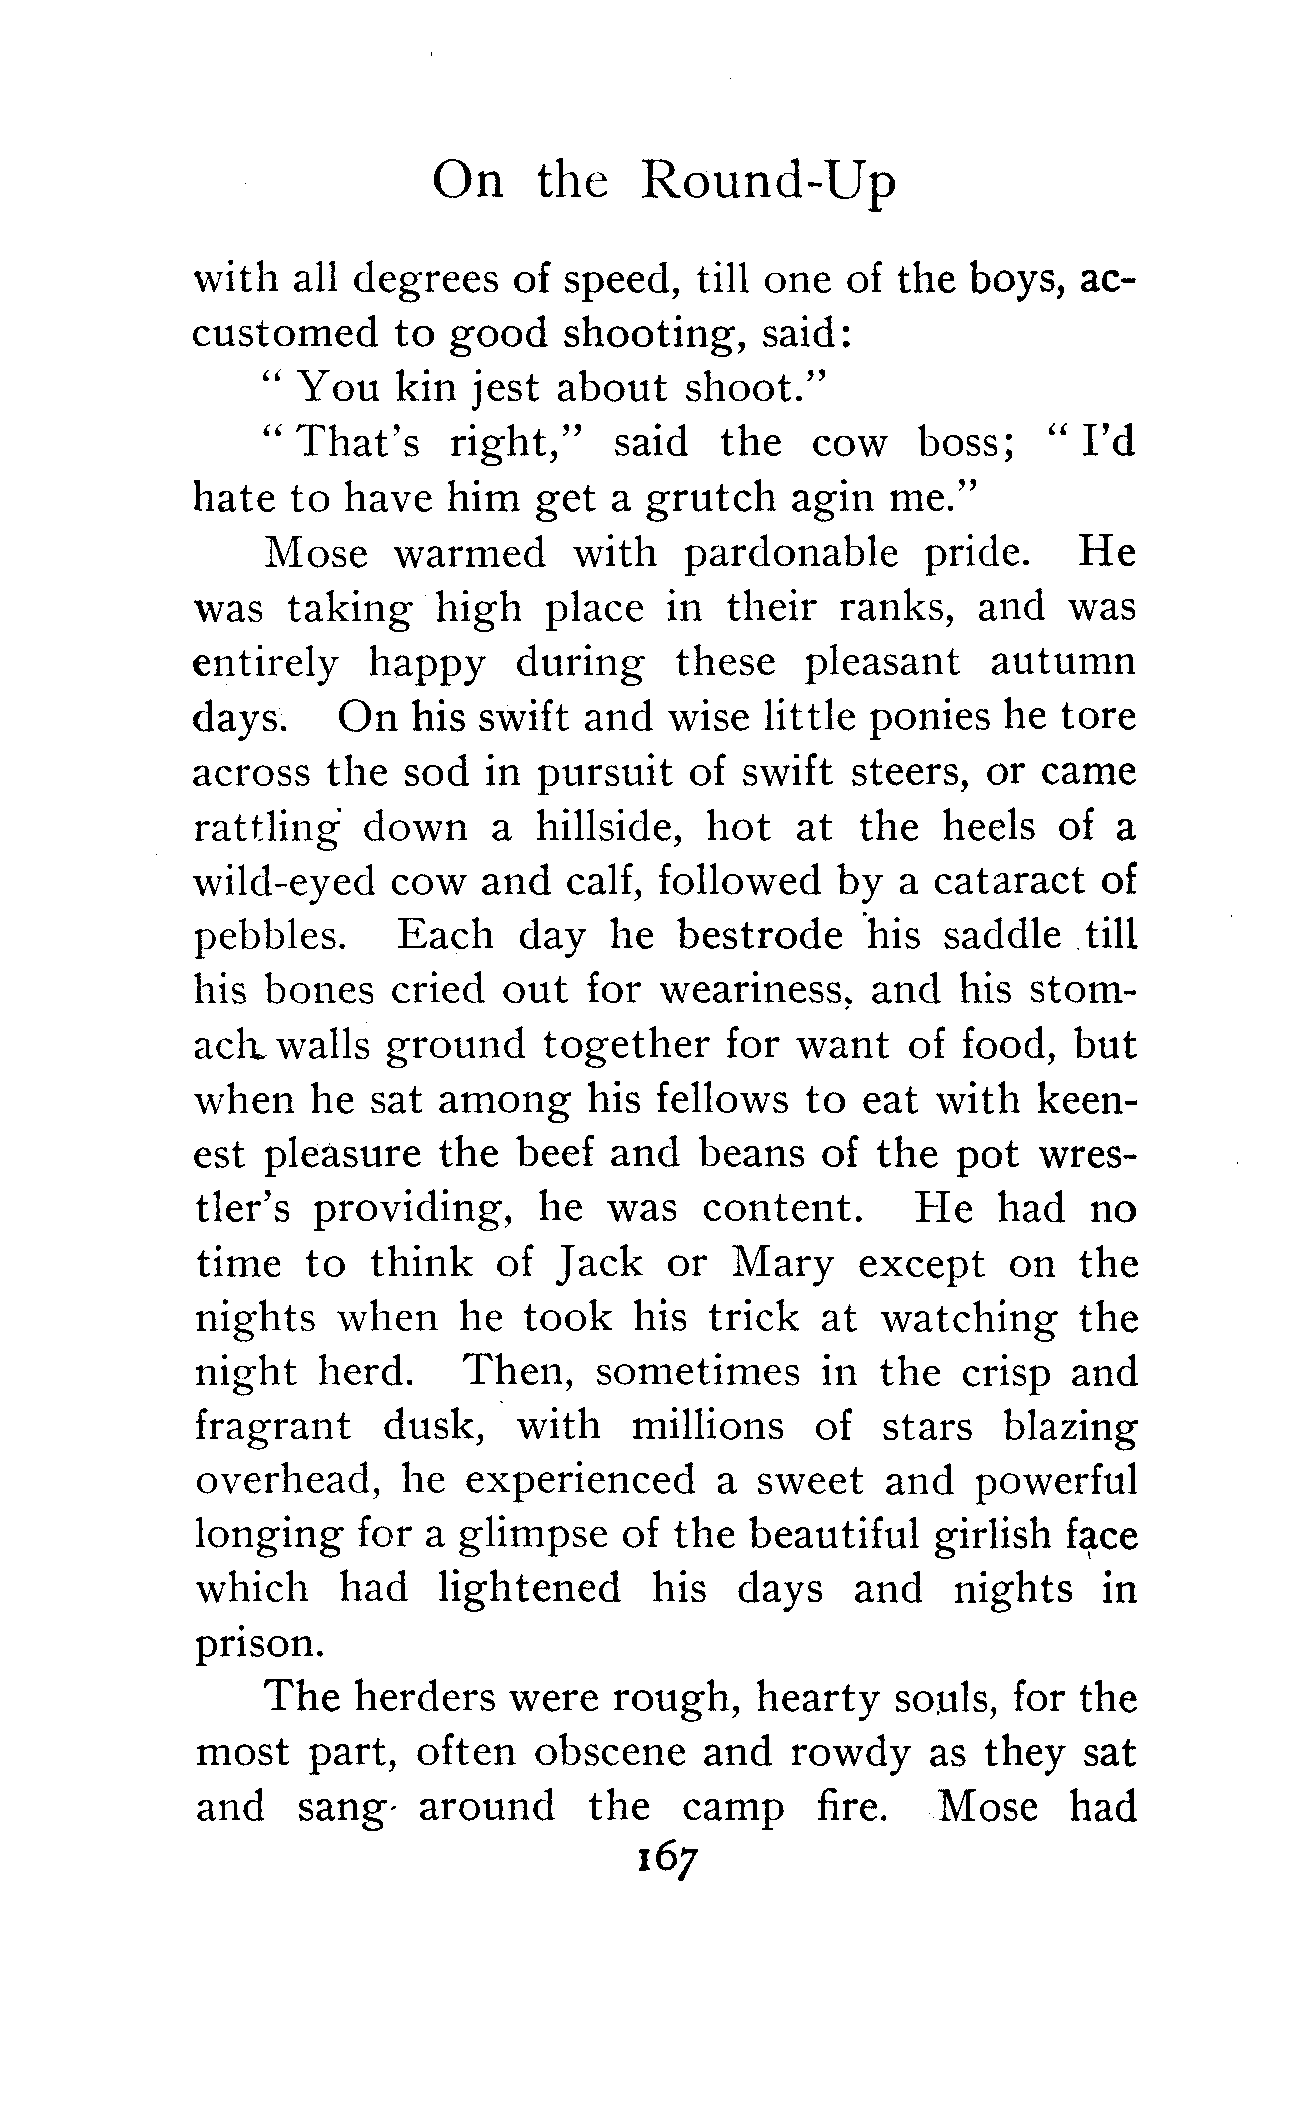 On the Round-Up
with all degrees of speed, till one of the boys, ac-
customed to good shooting, said:
" You kin jest about shoot."
" That's right," said the cow boss; " I'd
hate to have him get a grutch agin me."
Mose warmed with pardonable pride. He
was taking high place in their ranks, and was
entirely happy during these pleasant autumn
days. On his swift and wise little ponies he tore
across the sod in pursuit of swift steers, or came
rattling down a hillside, hot at the heels of a
wild-eyed cow and calf, followed by a cataract of
pebbles. Each day he bestrode his saddle till
his bones cried out for weariness, and his stom-
ach walls ground together for want of food, but
when he sat among his fellows to eat with keen-
est pleasure the beef and beans of the pot wres-
tler's providing, he was content. He had no
time to think of Jack or Mary except on the
nights when he took his trick at watching the
night herd. Then, sometimes in the crisp and
fragrant dusk, with millions of stars blazing
overhead, he experienced a sweet and powerful
longing for a glimpse of the beautiful girlish face
which had lightened his days and nights in
prison.
The herders were rough, hearty souls, for the
most part, often obscene and rowdy as they sat
and sang around the camp fire. Mose had
167